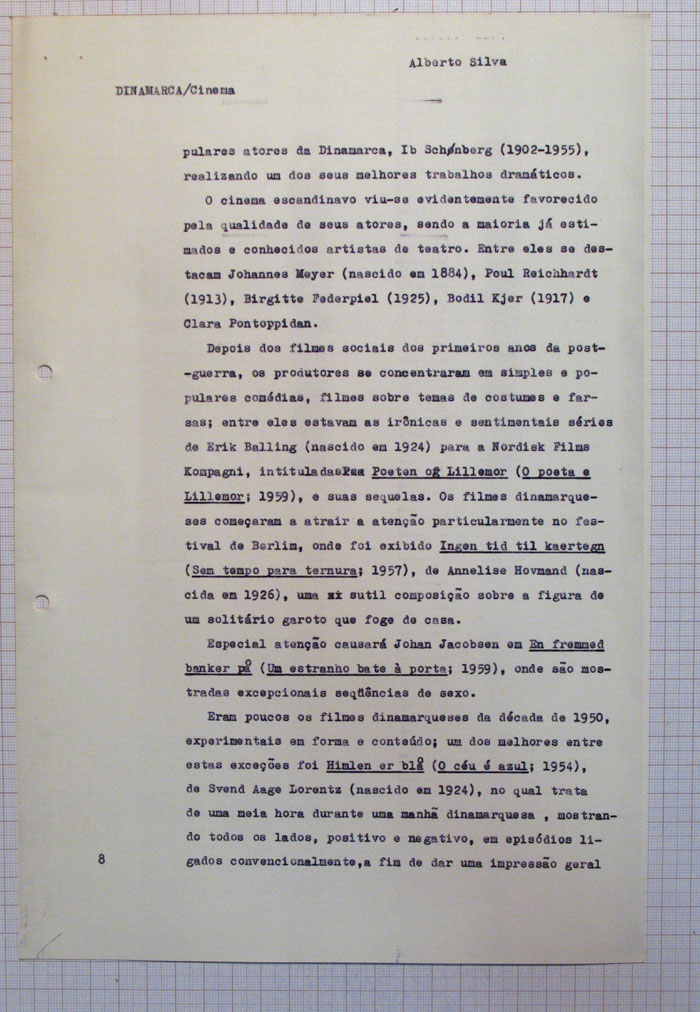 Alberto Silva
DINAMARCA/Cinema
pulares atores da Dinamarca, Ib Schønberg (1902-1955),
realizando um dos seus melhores trabalhos dramáticos.
O cinema escandinavo viu-se evidentemente favorecido
pela qualidade de seus atores, sendo a maioria já esti-
mados e conhecidos artistas de teatro. Entre eles se des-
tacam Johannes Meyer (nascido em 1884), Poul Reichhardt
(1913), Birgitte Federpiel (1925), Bodil Kjer (1917) e
Clara Pontoppidan.
Depois dos filmes sociais dos primeiros anos da post-
-guerra, os produtores se concentraram em simples e po-
pulares comédias, filmes sobre temas de costumes e far-
sas; entre eles estavam as irônicas e sentimentais séries
de Erik Balling (nascido em 1924) para a Nordisk Films
Kompagni, intituladas Poeten og Lillemor (O poeta e
Lillemor; 1959), e suas sequelas. Os filmes dinamarque-
ses começaram a atrair a atenção particularmente no fes-
tival de Berlim, onde foi exibido Ingen tid til kaertegn
(Sem tempo para ternura; 1957), de Annelise Hovmand (nas-
cida em 1926), uma sutil composição sobre a figura de
um solitário garoto que foge de casa.
Especial atenção causará Johan Jacobsen em En fremmed
banker på (Um estranho bate à porta; 1959), onde são mos-
tradas excepcionais seqüências de sexo.
Eram poucos os filmes dinamarqueses da década de 1950,
experimentais em forma e conteúdo; um dos melhores entre
estas exceções foi Himlen er blå (O céu é azul; 1954),
de Svend Aage Lorentz (nascido em 1924), no qual trata
de uma meia hora durante uma manhã dinamarquesa , mostran-
do todos os lados, positivo e negativo, em episódios li-
gados convencionalmente,a fim de dar uma impressão geral
8